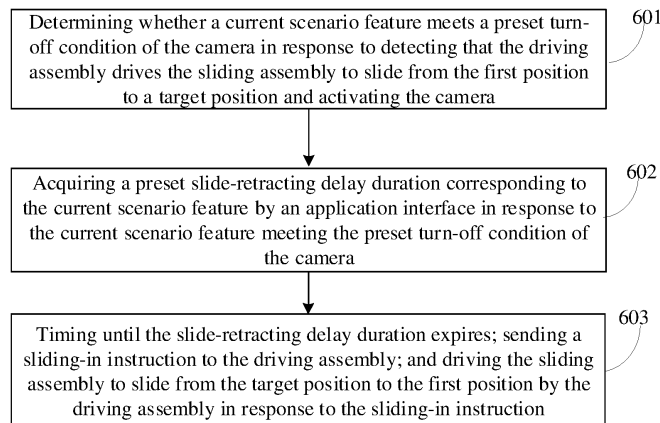 Determining whether a current scenario feature meets a preset turn-
off condition of the camera in response to detecting that the driving
assembly drives the sliding assembly to slide from the first position
to a target position and activating the camera
601
Acquiring a preset slide-retracting delay duration corresponding to
the current scenario feature by an application interface in response to
the current scenario feature meeting the preset turn-off condition of
the camera
602
Timing until the slide-retracting delay duration expires; sending a
sliding-in instruction to the driving assembly; and driving the sliding
assembly to slide from the target position to the first position by the
driving assembly in response to the sliding-in instruction
603